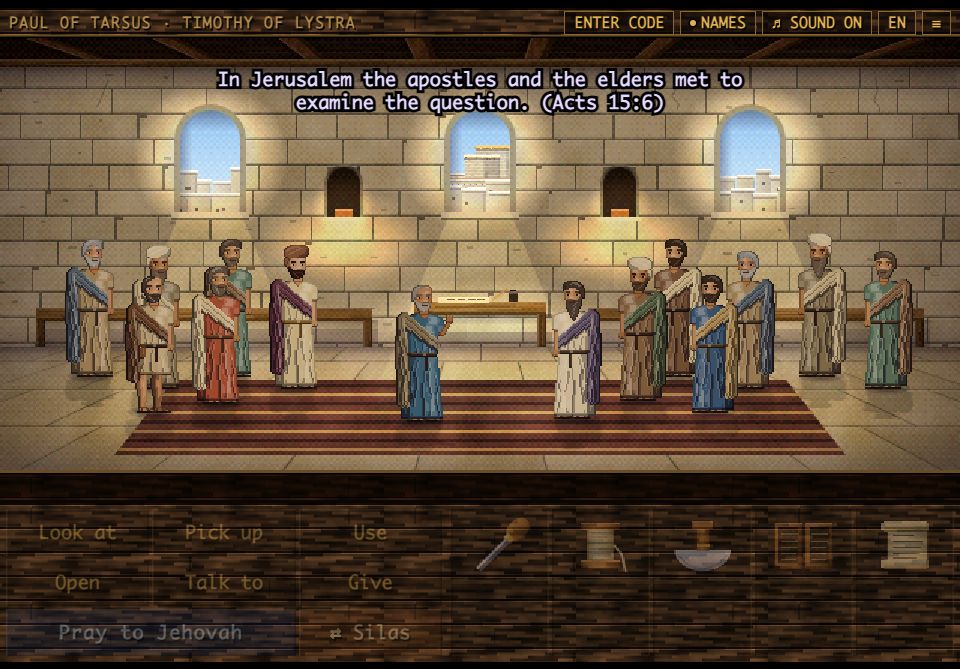 PAUL OF TARSUS · TIMOTHY OF LYSTRA
ENTER CODE
• NAMES
♬ SOUND ON
EN
≡
In Jerusalem the apostles and the elders met to
examine the question. (Acts 15:6)
Look at
Pick up
Use
Open
Talk to
Give
Pray to Jehovah
⇄ Silas